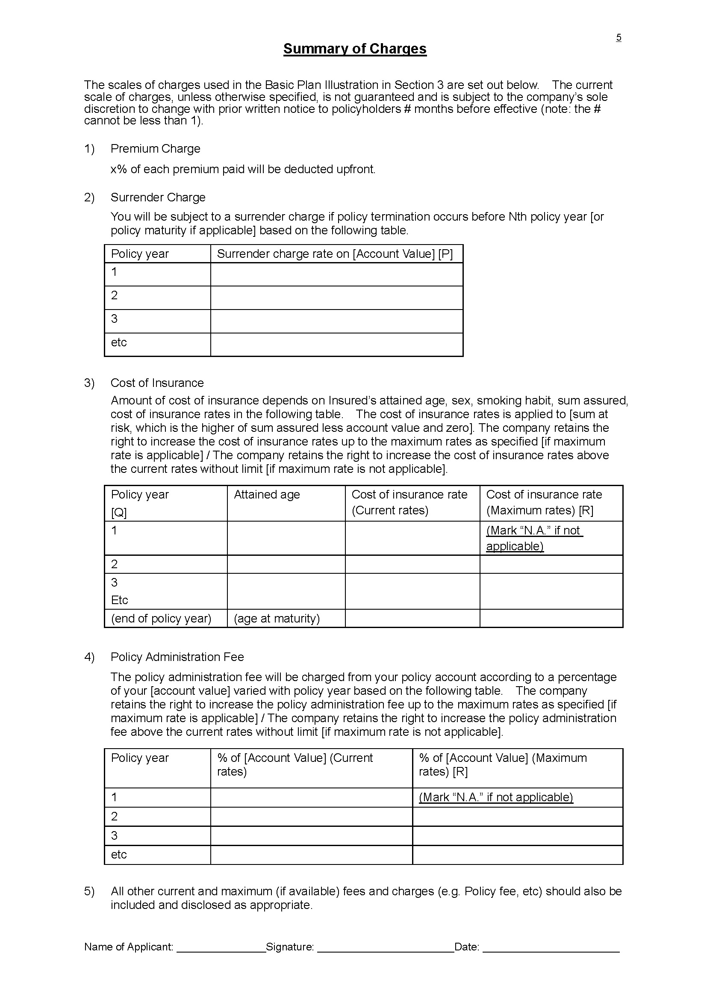 5
Summary of Charges
The scales of charges used in the Basic Plan Illustration in Section 3 are set out below. The current
scale of charges, unless otherwise specified, is not guaranteed and is subject to the company’s sole
discretion to change with prior written notice to policyholders # months before effective (note: the #
cannot be less than 1).
1) Premium Charge
x% of each premium paid will be deducted upfront.
2) Surrender Charge
You will be subject to a surrender charge if policy termination occurs before Nth policy year [or
policy maturity if applicable] based on the following table.
Policy year Surrender charge rate on [Account Value] [P]
1
2
3
etc
3) Cost of Insurance
Amount of cost of insurance depends on Insured’s attained age, sex, smoking habit, sum assured,
cost of insurance rates in the following table. The cost of insurance rates is applied to [sum at
risk, which is the higher of sum assured less account value and zero]. The company retains the
right to increase the cost of insurance rates up to the maximum rates as specified [if maximum
rate is applicable] / The company retains the right to increase the cost of insurance rates above
the current rates without limit [if maximum rate is not applicable].
Policy year Attained age Cost of insurance rate Cost of insurance rate
[Q] (Current rates) (Maximum rates) [R]
1 (Mark “N.A.” if not
applicable)
2
3
Etc
(end of policy year) (age at maturity)
4) Policy Administration Fee
The policy administration fee will be charged from your policy account according to a percentage
of your [account value] varied with policy year based on the following table. The company
retains the right to increase the policy administration fee up to the maximum rates as specified [if
maximum rate is applicable] / The company retains the right to increase the policy administration
fee above the current rates without limit [if maximum rate is not applicable].
Policy year % of [Account Value] (Current % of [Account Value] (Maximum
rates) rates) [R]
1 (Mark “N.A.” if not applicable)
2
3
etc
5) All other current and maximum (if available) fees and charges (e.g. Policy fee, etc) should also be
included and disclosed as appropriate.
Name of Applicant: _______________Signature: _______________________Date: _______________________